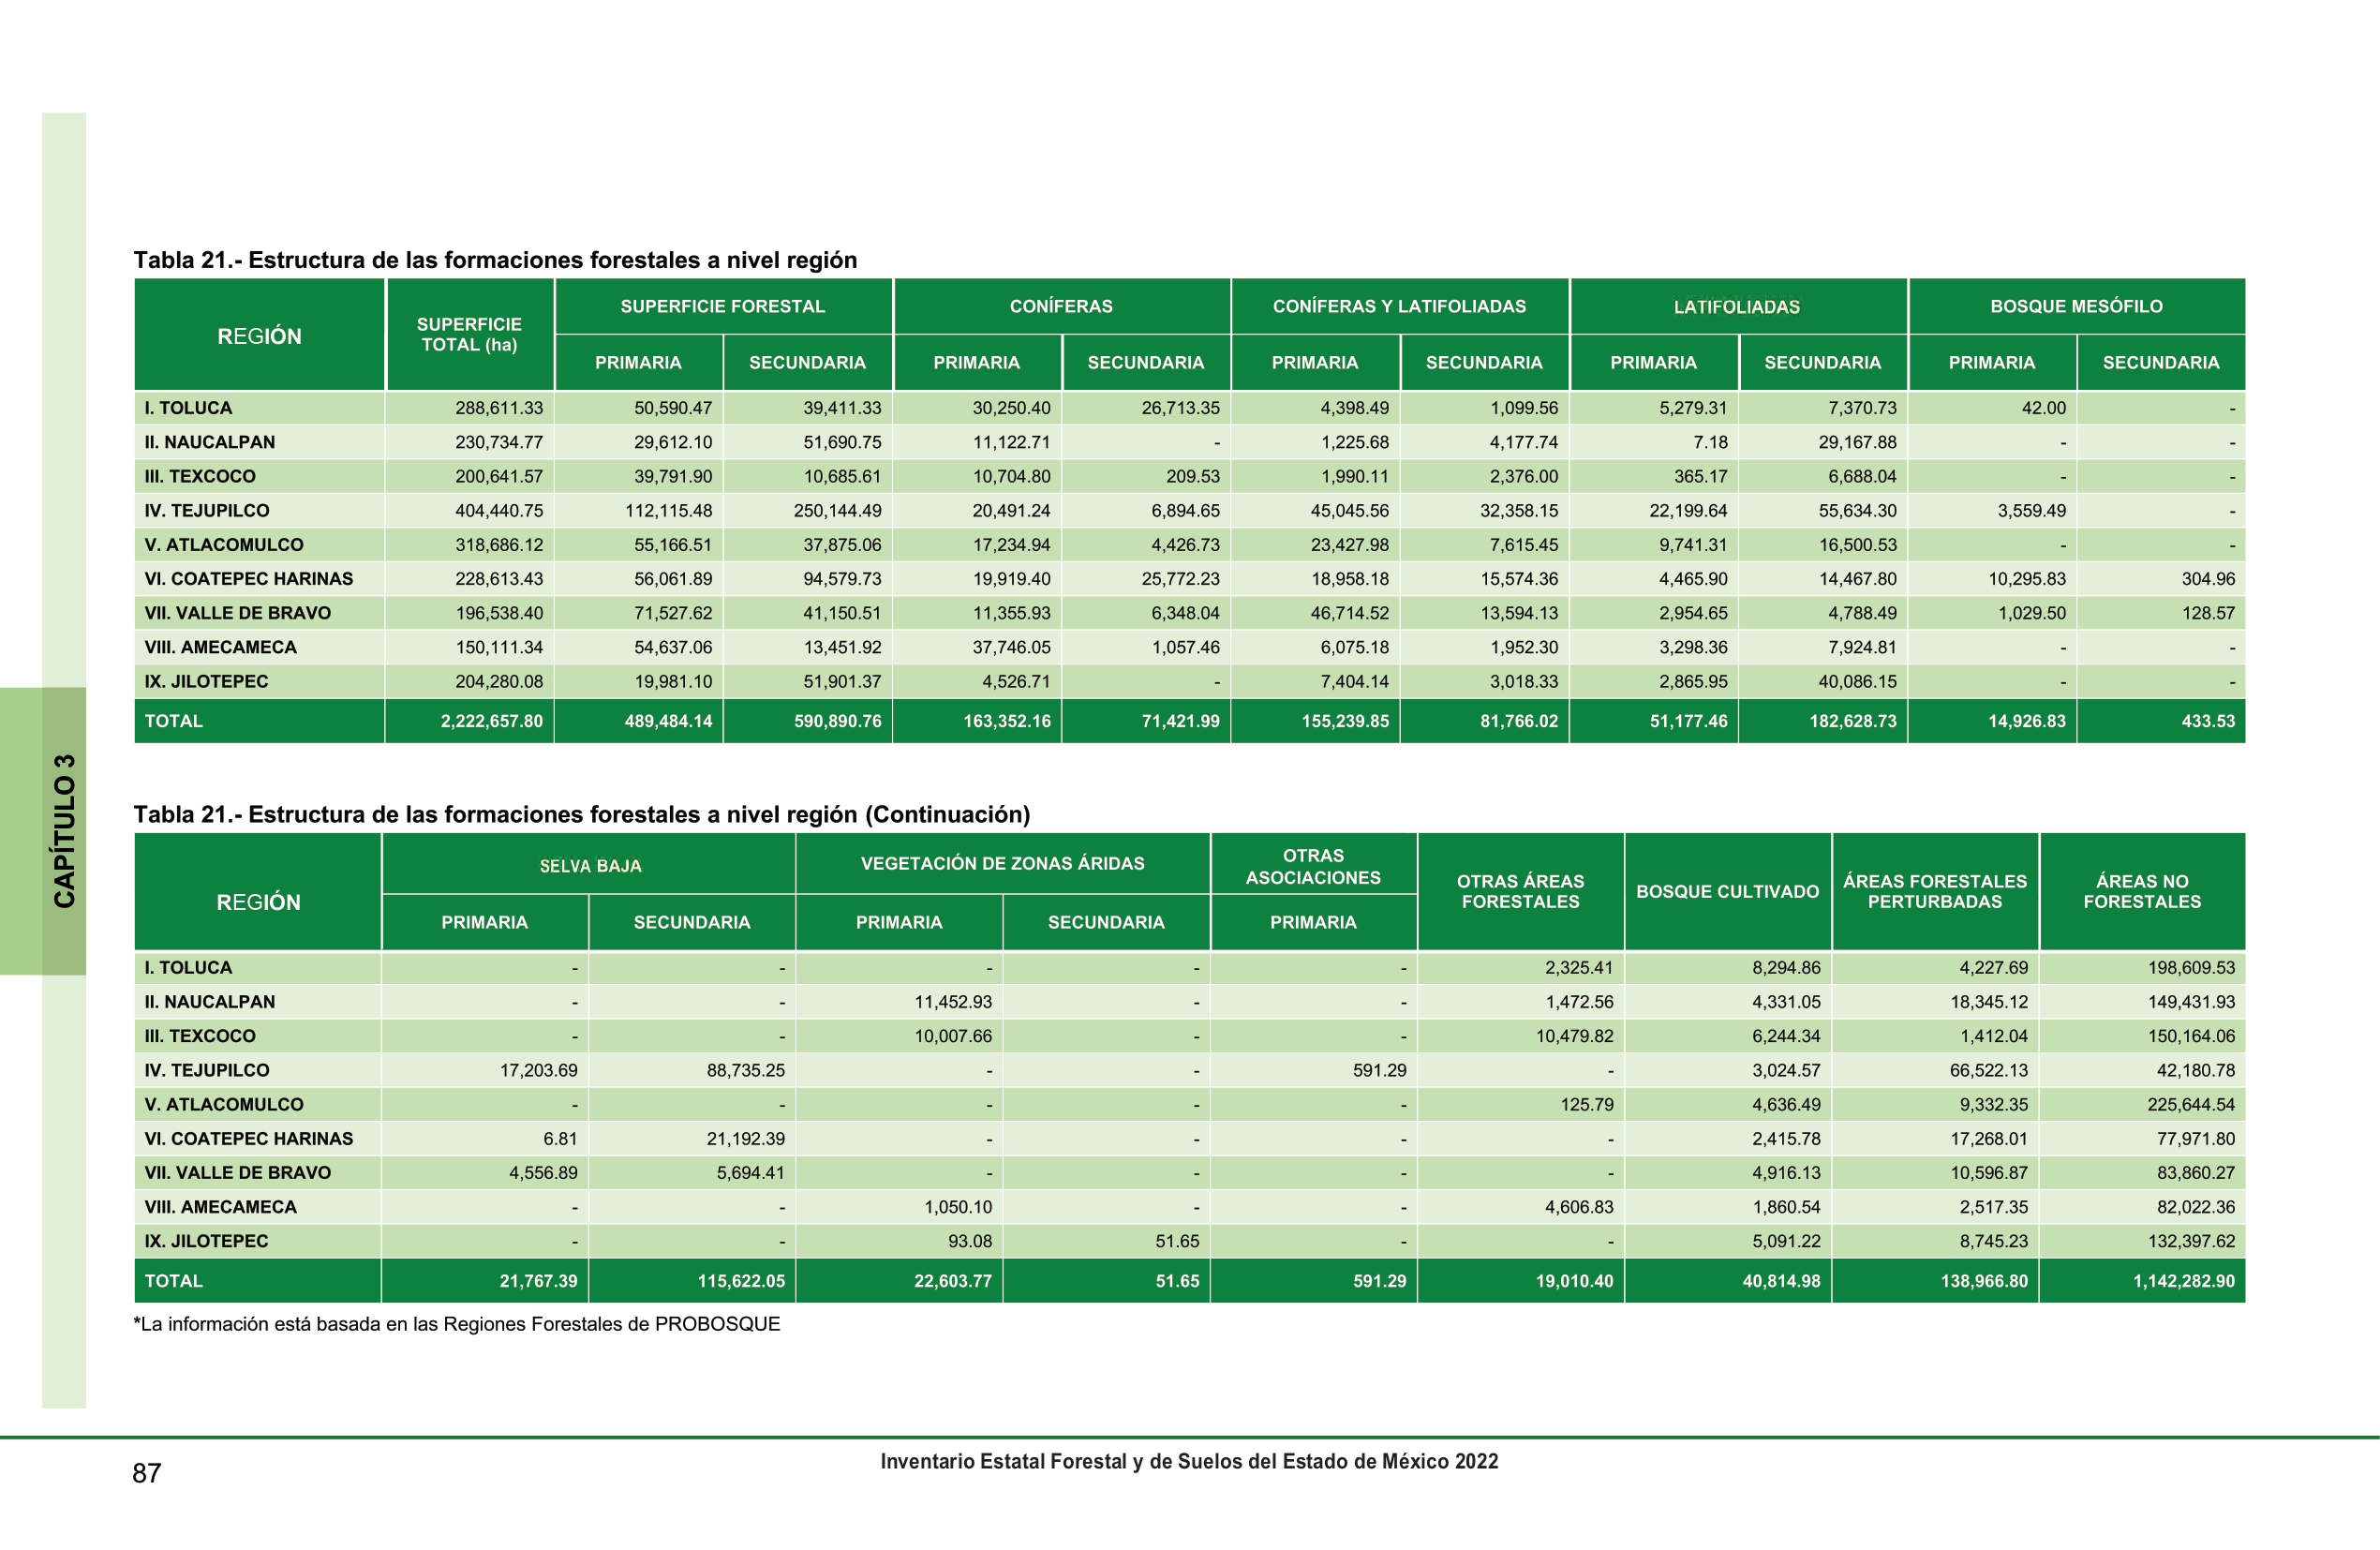 Tabla 21.- Estructura de las formaciones forestales a nivel región
REGIÓN SUPERFICIE TOTAL (ha) SUPERFICIE FORESTAL CONÍFERAS CONÍFERAS Y LATIFOLIADAS LATIFOLIADAS BOSQUE MESÓFILO
PRIMARIA SECUNDARIA PRIMARIA SECUNDARIA PRIMARIA SECUNDARIA PRIMARIA SECUNDARIA PRIMARIA SECUNDARIA
I. TOLUCA 288,611.33 50,590.47 39,411.33 30,250.40 26,713.35 4,398.49 1,099.56 5,279.31 7,370.73 42.00 -
II. NAUCALPAN 230,734.77 29,612.10 51,690.75 11,122.71 - 1,225.68 4,177.74 7.18 29,167.88 - -
III. TEXCOCO 200,641.57 39,791.90 10,685.61 10,704.80 209.53 1,990.11 2,376.00 365.17 6,688.04 - -
IV. TEJUPILCO 404,440.75 112,115.48 250,144.49 20,491.24 6,894.65 45,045.56 32,358.15 22,199.64 55,634.30 3,559.49 -
V. ATLACOMULCO 318,686.12 55,166.51 37,875.06 17,234.94 4,426.73 23,427.98 7,615.45 9,741.31 16,500.53 - -
VI. COATEPEC HARINAS 228,613.43 56,061.89 94,579.73 19,919.40 25,772.23 18,958.18 15,574.36 4,465.90 14,467.80 10,295.83 304.96
VII. VALLE DE BRAVO 196,538.40 71,527.62 41,150.51 11,355.93 6,348.04 46,714.52 13,594.13 2,954.65 4,788.49 1,029.50 128.57
VIII. AMECAMECA 150,111.34 54,637.06 13,451.92 37,746.05 1,057.46 6,075.18 1,952.30 3,298.36 7,924.81 - -
IX. JILOTEPEC 204,280.08 19,981.10 51,901.37 4,526.71 - 7,404.14 3,018.33 2,865.95 40,086.15 - -
TOTAL 2,222,657.80 489,484.14 590,890.76 163,352.16 71,421.99 155,239.85 81,766.02 51,177.46 182,628.73 14,926.83 433.53
Tabla 21.- Estructura de las formaciones forestales a nivel región (Continuación)
REGIÓN SELVA BAJA VEGETACIÓN DE ZONAS ÁRIDAS OTRAS ASOCIACIONES OTRAS ÁREAS FORESTALES BOSQUE CULTIVADO ÁREAS FORESTALES PERTURBADAS ÁREAS NO FORESTALES
PRIMARIA SECUNDARIA PRIMARIA SECUNDARIA PRIMARIA
I. TOLUCA - - - - - 2,325.41 8,294.86 4,227.69 198,609.53
II. NAUCALPAN - - 11,452.93 - - 1,472.56 4,331.05 18,345.12 149,431.93
III. TEXCOCO - - 10,007.66 - - 10,479.82 6,244.34 1,412.04 150,164.06
IV. TEJUPILCO 17,203.69 88,735.25 - - 591.29 - 3,024.57 66,522.13 42,180.78
V. ATLACOMULCO - - - - - 125.79 4,636.49 9,332.35 225,644.54
VI. COATEPEC HARINAS 6.81 21,192.39 - - - - 2,415.78 17,268.01 77,971.80
VII. VALLE DE BRAVO 4,556.89 5,694.41 - - - - 4,916.13 10,596.87 83,860.27
VIII. AMECAMECA - - 1,050.10 - - 4,606.83 1,860.54 2,517.35 82,022.36
IX. JILOTEPEC - - 93.08 51.65 - - 5,091.22 8,745.23 132,397.62
TOTAL 21,767.39 115,622.05 22,603.77 51.65 591.29 19,010.40 40,814.98 138,966.80 1,142,282.90
*La información está basada en las Regiones Forestales de PROBOSQUE
CAPÍTULO 3
87
Inventario Estatal Forestal y de Suelos del Estado de México 2022